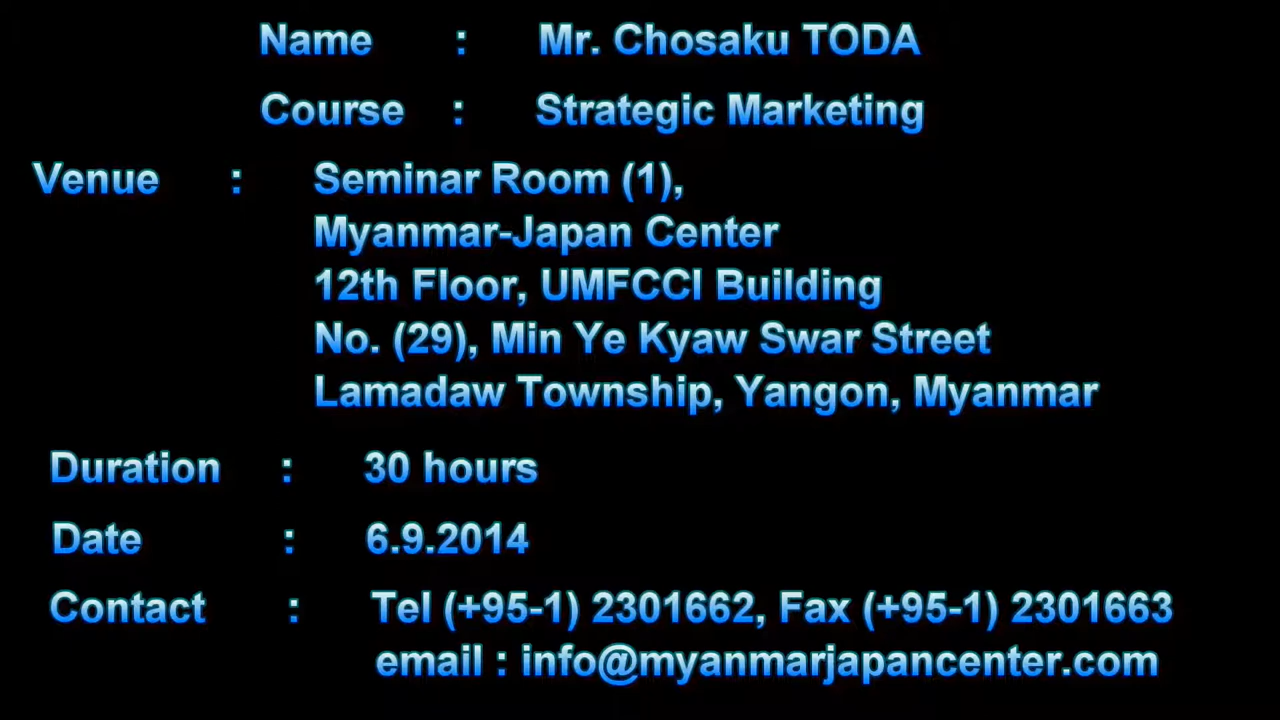 Name : Mr. Chosaku TODA
Course : Strategic Marketing
Venue : Seminar Room (1),
Myanmar-Japan Center
12th Floor, UMFCCI Building
No. (29), Min Ye Kyaw Swar Street
Lamadaw Township, Yangon, Myanmar
Duration : 30 hours
Date : 6.9.2014
Contact : Tel (+95-1) 2301662, Fax (+95-1) 2301663
email : info@myanmarjapancenter.com